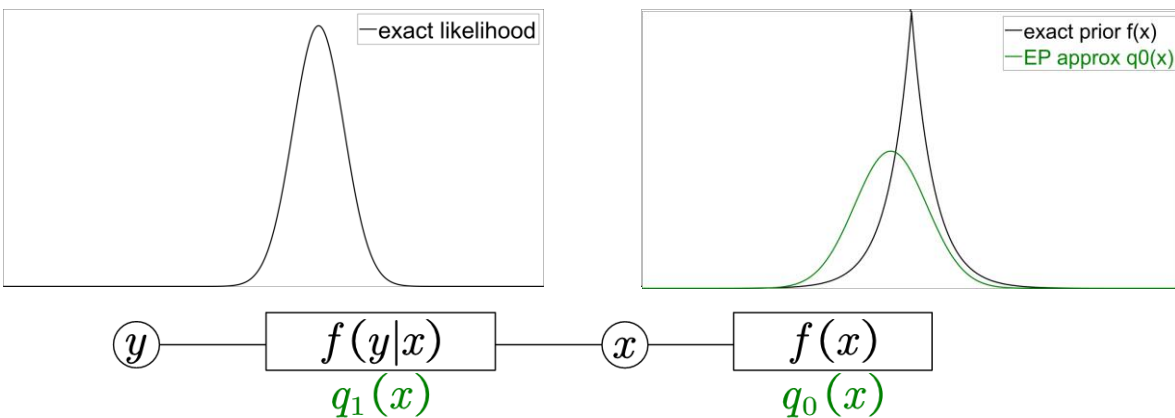 exact likelihood
exact prior f(x)
EP approx q0(x)
y
f(y|x)
x
f(x)
q₁(x)
q₀(x)